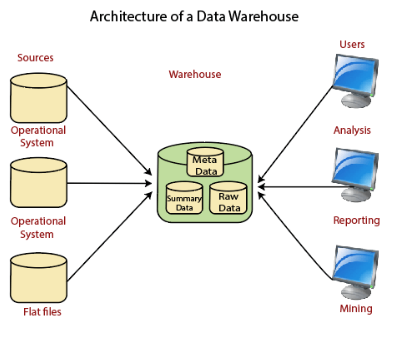 Architecture of a Data Warehouse
Sources
Warehouse
Users
Operational
System
Analysis
Meta
Data
Summary
Data
Raw
Data
Operational
System
Reporting
Flat files
Mining